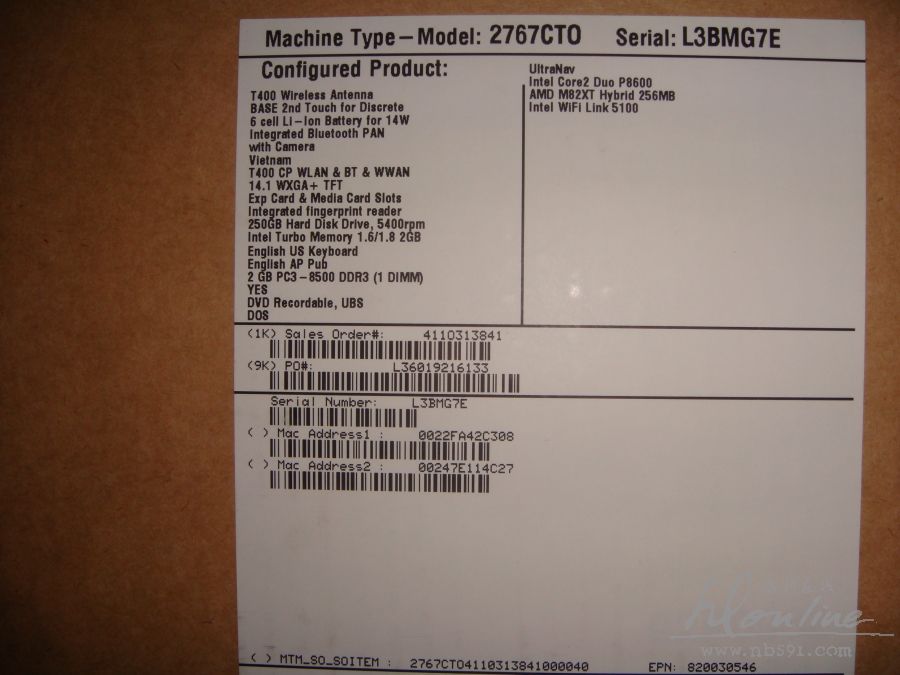 Machine Type–Model: 2767CTO Serial: L3BMG7E
Configured Product:
T400 Wireless Antenna
BASE 2nd Touch for Discrete
6 cell Li–Ion Battery for 14W
Integrated Bluetooth PAN
with Camera
Vietnam
T400 CP WLAN & BT & WWAN
14.1 WXGA+ TFT
Exp Card & Media Card Slots
Integrated fingerprint reader
250GB Hard Disk Drive, 5400rpm
Intel Turbo Memory 1.6/1.8 2GB
English US Keyboard
English AP Pub
2 GB PC3–8500 DDR3 (1 DIMM)
YES
DVD Recordable, UBS
DOS
UltraNav
Intel Core2 Duo P8600
AMD M82XT Hybrid 256MB
Intel WiFi Link 5100
(1K) Sales Order#: 4110313841
(9K) PO#: L36019216133
Serial Number: L3BMG7E
( ) Mac Address1 : 0022FA42C308
( ) Mac Address2 : 00247E114C27
www.nb591.com
( ) MTM_SO_SOITEM : 2767CTO4110313841000040 EPN: 820030546